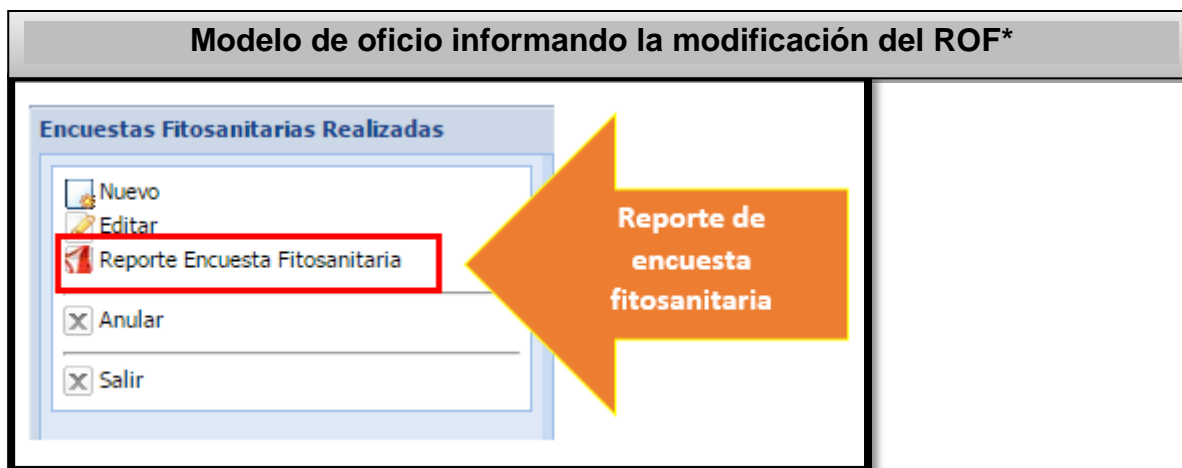 Modelo de oficio informando la modificación del ROF*
Encuestas Fitosanitarias Realizadas
Nuevo
Editar
Reporte Encuesta Fitosanitaria
Anular
Salir
Reporte de
encuesta
fitosanitaria